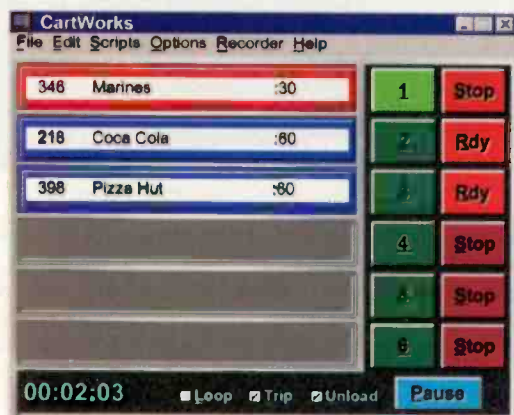 CartWorks
File Edit Scripts Options Recorder Help
346 Marines :30 1 Stop
218 Coca Cola :60 2 Rdy
398 Pizza Hut :60 Rdy
4 Stop
Stop
6 Stop
00:02:03 Loop Trip Unload Pause